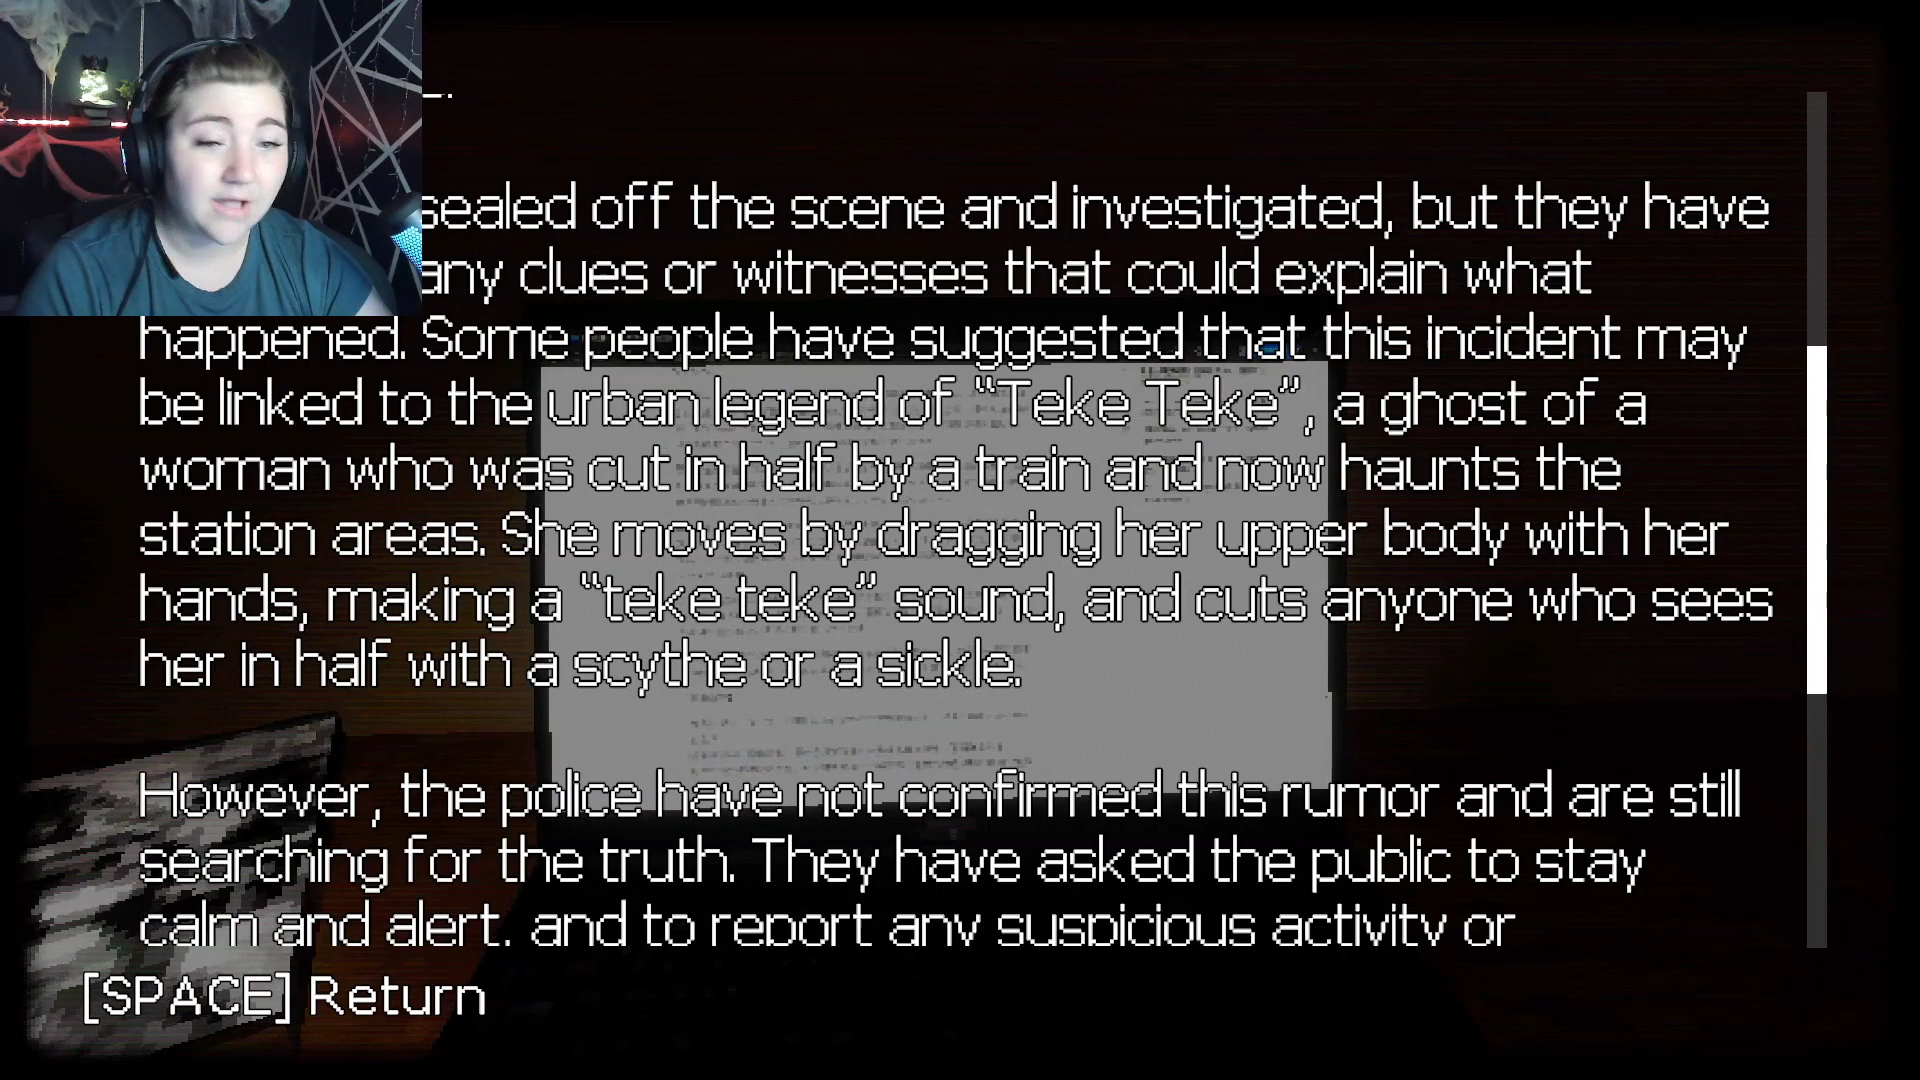 sealed off the scene and investigated, but they have
any clues or witnesses that could explain what
happened. Some people have suggested that this incident may
be linked to the urban legend of “Teke Teke”, a ghost of a
woman who was cut in half by a train and now haunts the
station areas. She moves by dragging her upper body with her
hands, making a “teke teke” sound, and cuts anyone who sees
her in half with a scythe or a sickle.
However, the police have not confirmed this rumor and are still
searching for the truth. They have asked the public to stay
calm and alert, and to report any suspicious activity or
[SPACE] Return